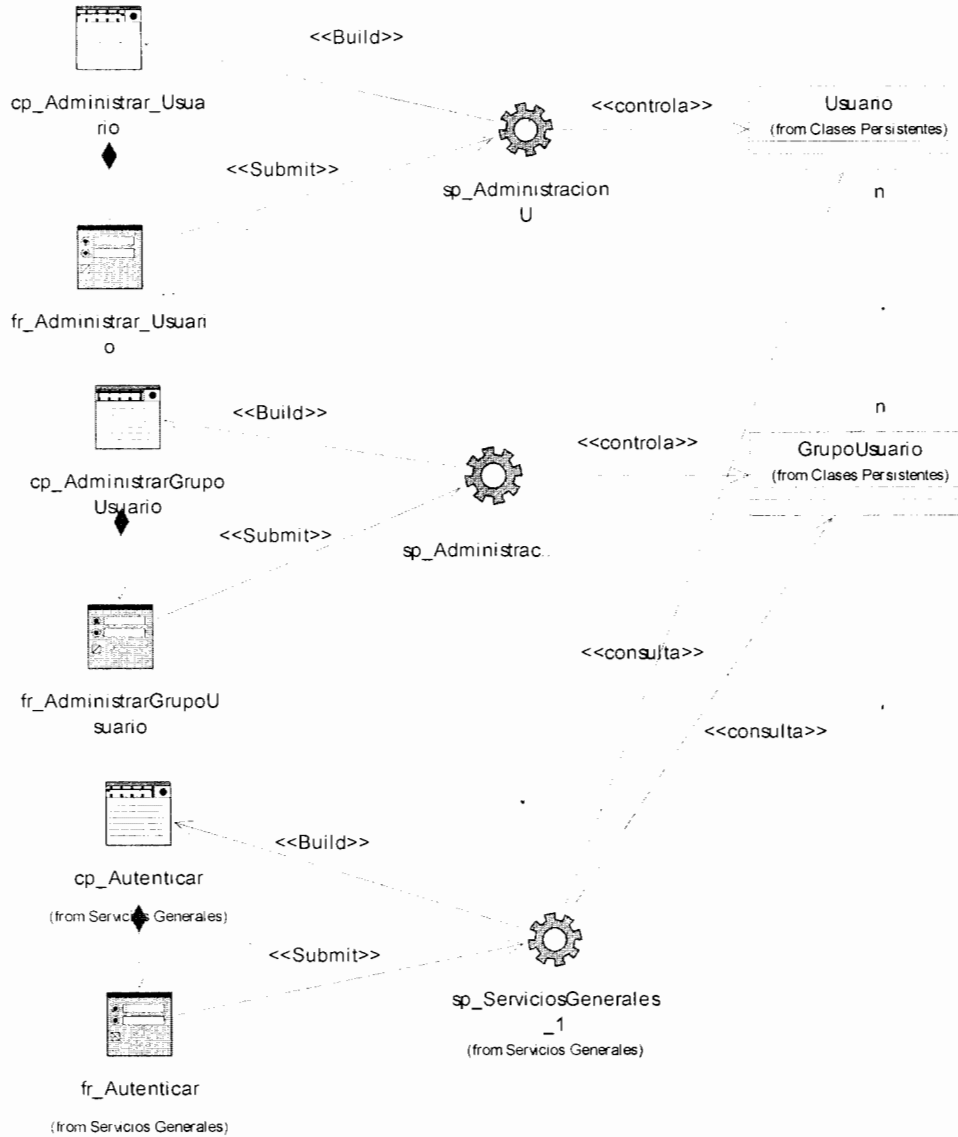 <<Build>>
cp_Administrar_Usua
rio
<<controla>>
Usuario
(from Clases Persistentes)
<<Submit>>
sp_Administracion
U
n
fr_Administrar_Usuari
o
<<Build>>
n
<<controla>>
GrupoUsuario
(from Clases Persistentes)
cp_AdministrarGrupo
Usuario
<<Submit>>
sp_Administrac...
<<consulta>>
fr_AdministrarGrupoU
suario
<<consulta>>
<<Build>>
cp_Autenticar
(from Servicios Generales)
<<Submit>>
sp_ServiciosGenerales
_1
(from Servicios Generales)
fr_Autenticar
(from Servicios Generales)